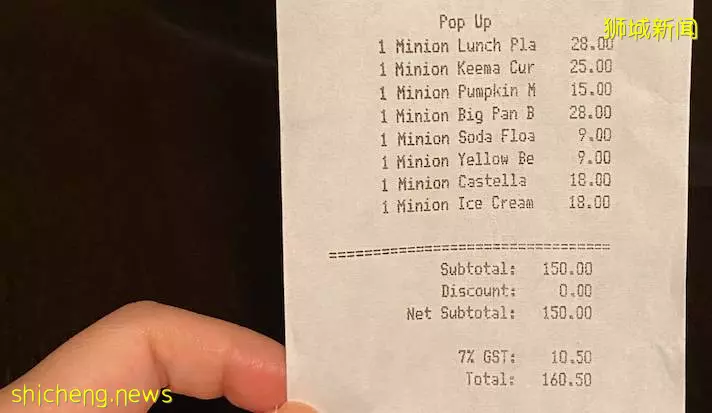 狮城新闻
Pop Up
1 Minion Lunch Pla 28.00
1 Minion Keema Cur 25.00
1 Minion Pumpkin M 15.00
1 Minion Big Pan B 28.00
1 Minion Soda Floa 9.00
1 Minion Yellow Be 9.00
1 Minion Castella 18.00
1 Minion Ice Cream 18.00
================================
Subtotal: 150.00
Discount: 0.00
Net Subtotal: 150.00
7% GST: 10.50
Total: 160.50
shicheng.news